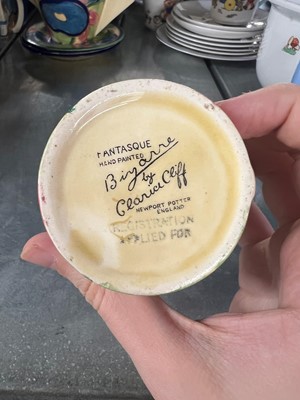 FANTASQUE
HAND PAINTED
Bizarre
by
Clarice Cliff
NEWPORT POTTERY
ENGLAND
REGISTRATION
APPLIED FOR